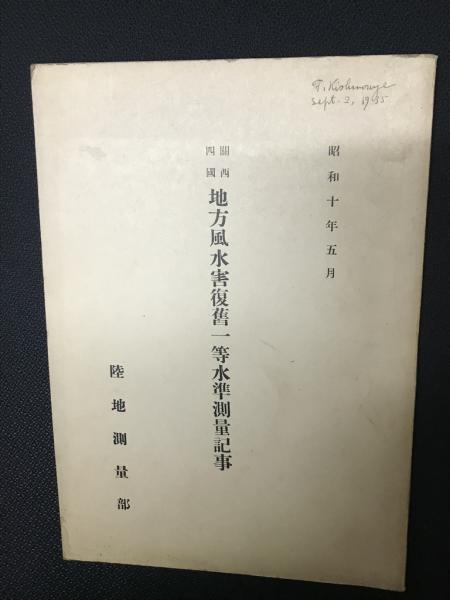 Sept. 2, 1935
昭和十年五月
關西
四國
地方風水害復舊一等水準測量記事
陸地測量部